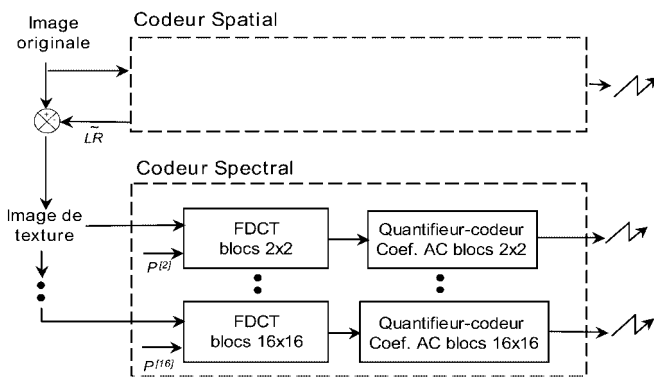 Image
originale
Codeur Spatial
L̃R
Codeur Spectral
Image de
texture
FDCT
blocs 2x2
Quantifieur-codeur
Coef. AC blocs 2x2
P{2}
FDCT
blocs 16x16
Quantifieur-codeur
Coef. AC blocs 16x16
P{16}